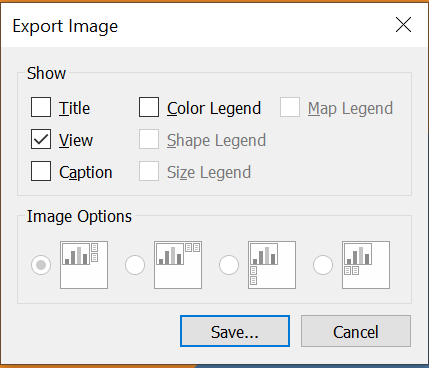 Export Image
Show
Title Color Legend Map Legend
View Shape Legend
Caption Size Legend
Image Options
Save... Cancel